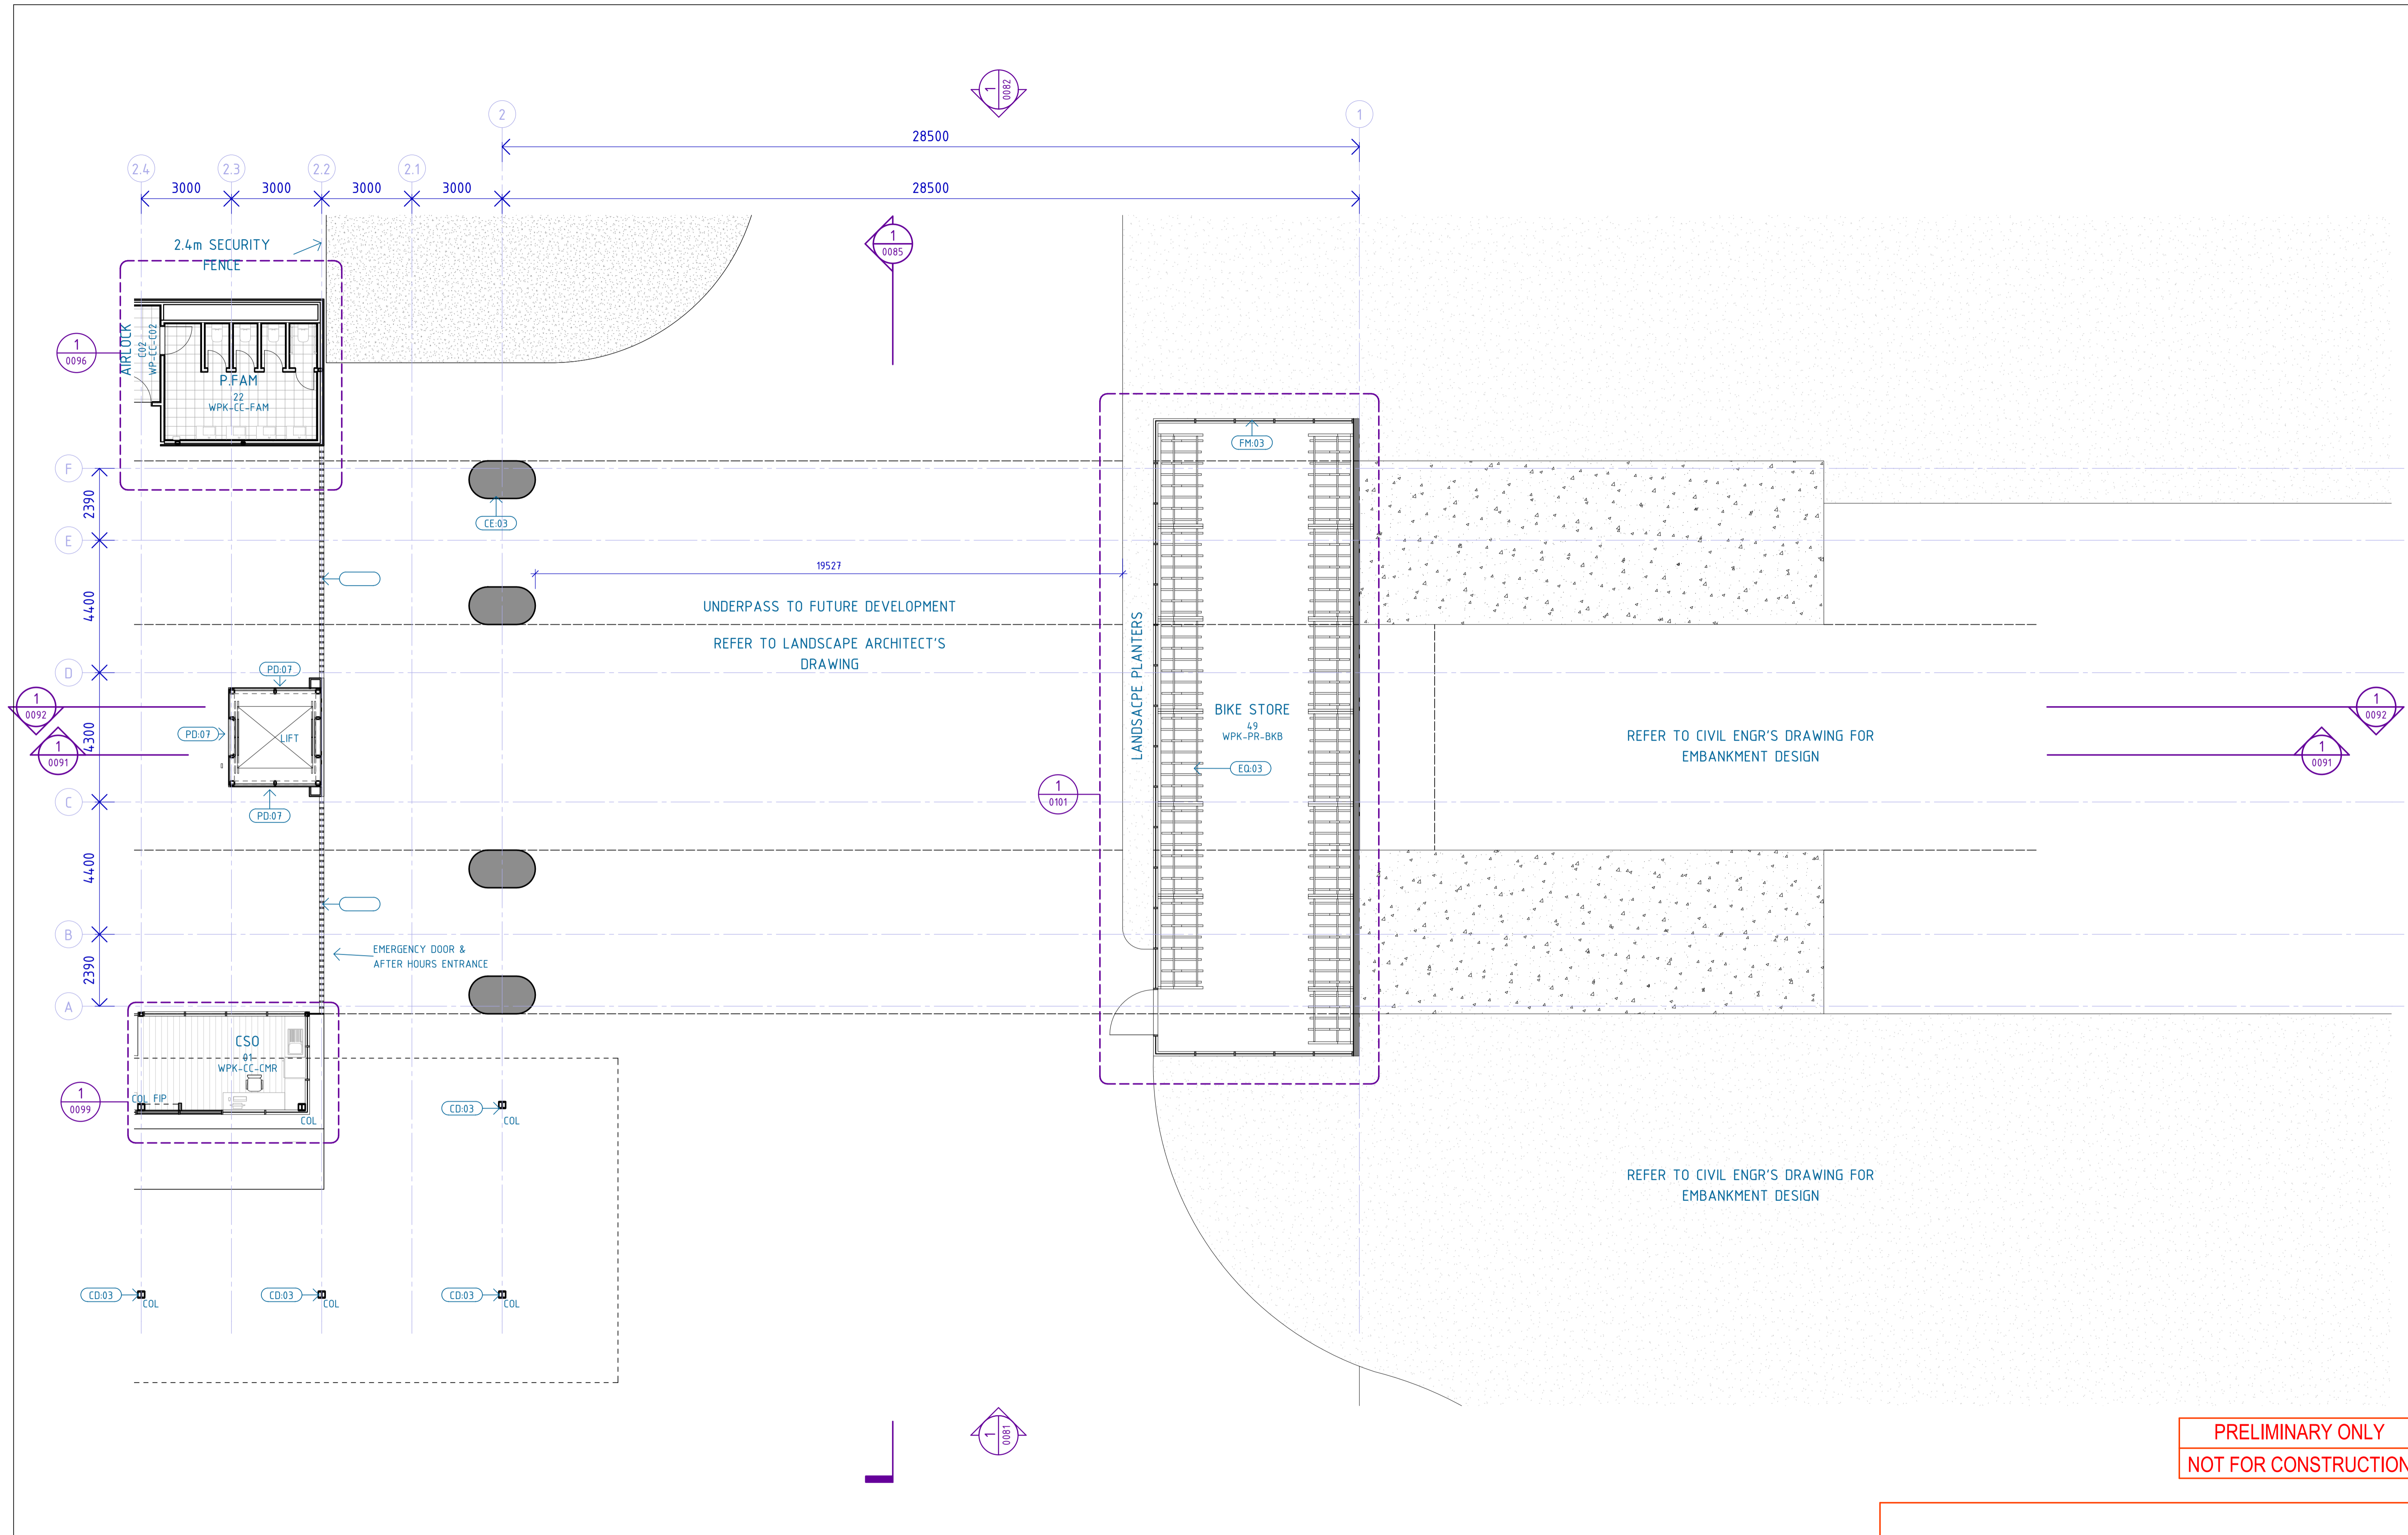 1
0082
2
1
28500
2.4
2.3
2.2
2.1
3000
3000
3000
3000
28500
2.4m SECURITY
FENCE
1
0085
AIRLOCK
C02
WP-CC-C02
1
0096
P.FAM
22
WPK-CC-FAM
FM:03
F
2390
CE:03
E
4400
19527
UNDERPASS TO FUTURE DEVELOPMENT
REFER TO LANDSCAPE ARCHITECT'S
DRAWING
LANDSACPE PLANTERS
D
PD:07
1
0092
PD:07
LIFT
4300
1
0091
BIKE STORE
49
WPK-PR-BKB
EQ:03
REFER TO CIVIL ENGR'S DRAWING FOR
EMBANKMENT DESIGN
1
0092
1
0091
1
0101
C
PD:07
4400
B
EMERGENCY DOOR &
AFTER HOURS ENTRANCE
2390
A
CSO
01
WPK-CC-CMR
1
0099
COL FIP
COL
CD:03
COL
REFER TO CIVIL ENGR'S DRAWING FOR
EMBANKMENT DESIGN
CD:03
COL
CD:03
COL
CD:03
COL
1
0081
PRELIMINARY ONLY
NOT FOR CONSTRUCTION